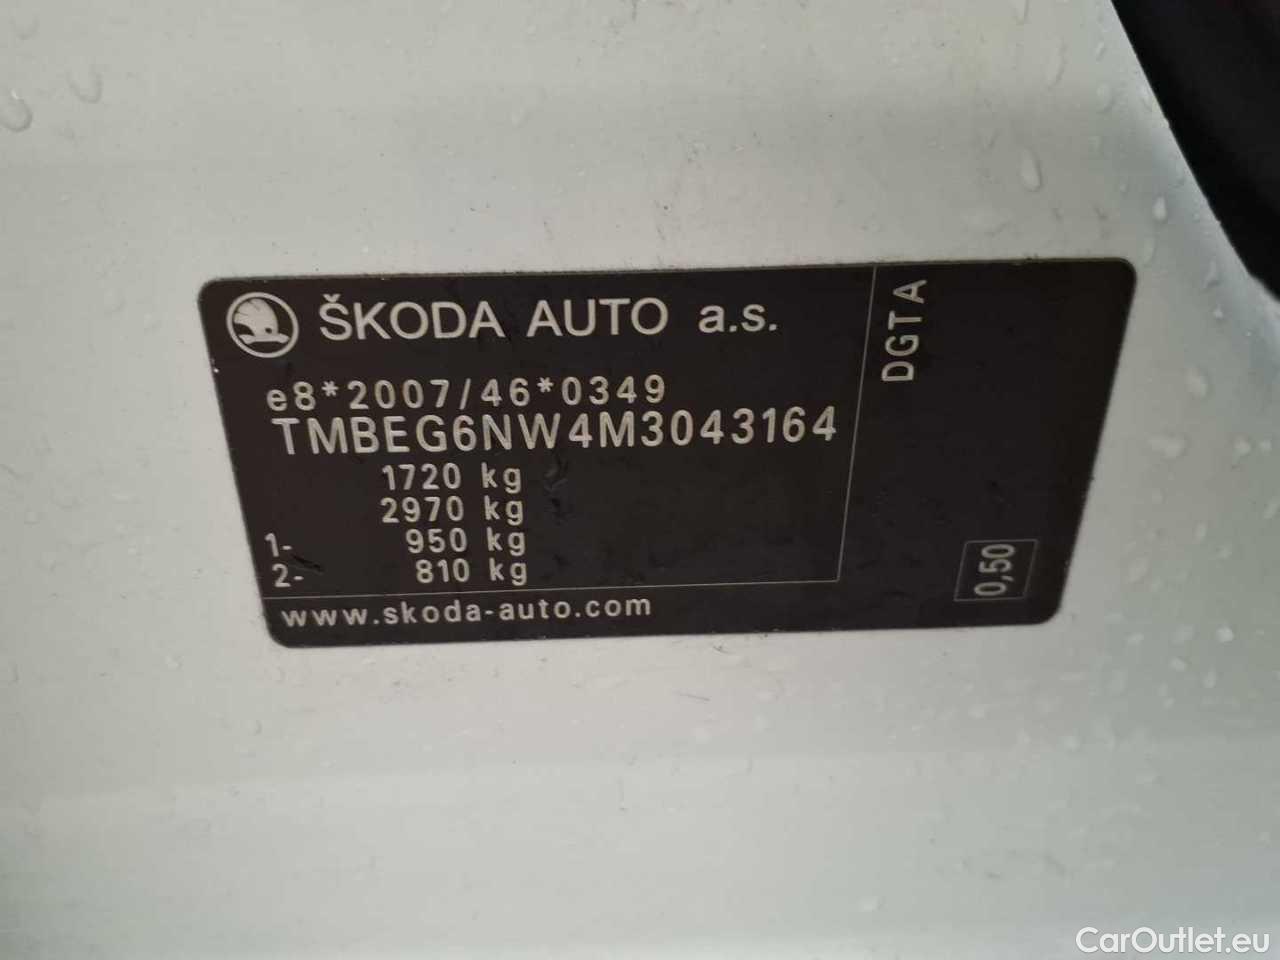 ŠKODA AUTO a.s.
e8*2007/46*0349
TMBEG6NW4M3043164
1720 kg
2970 kg
1- 950 kg
2- 810 kg
www.skoda-auto.com
DGTA
0,50
CarOutlet.eu